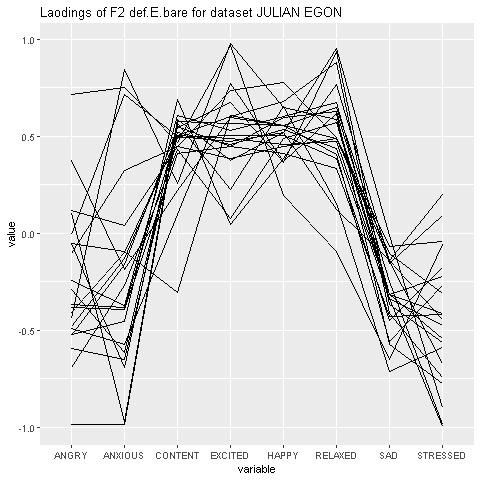 Laodings of F2 def.E.bare for dataset JULIAN EGON
1.0
0.5
0.0
-0.5
-1.0
value
ANGRY ANXIOUS CONTENT EXCITED HAPPY RELAXED SAD STRESSED
variable